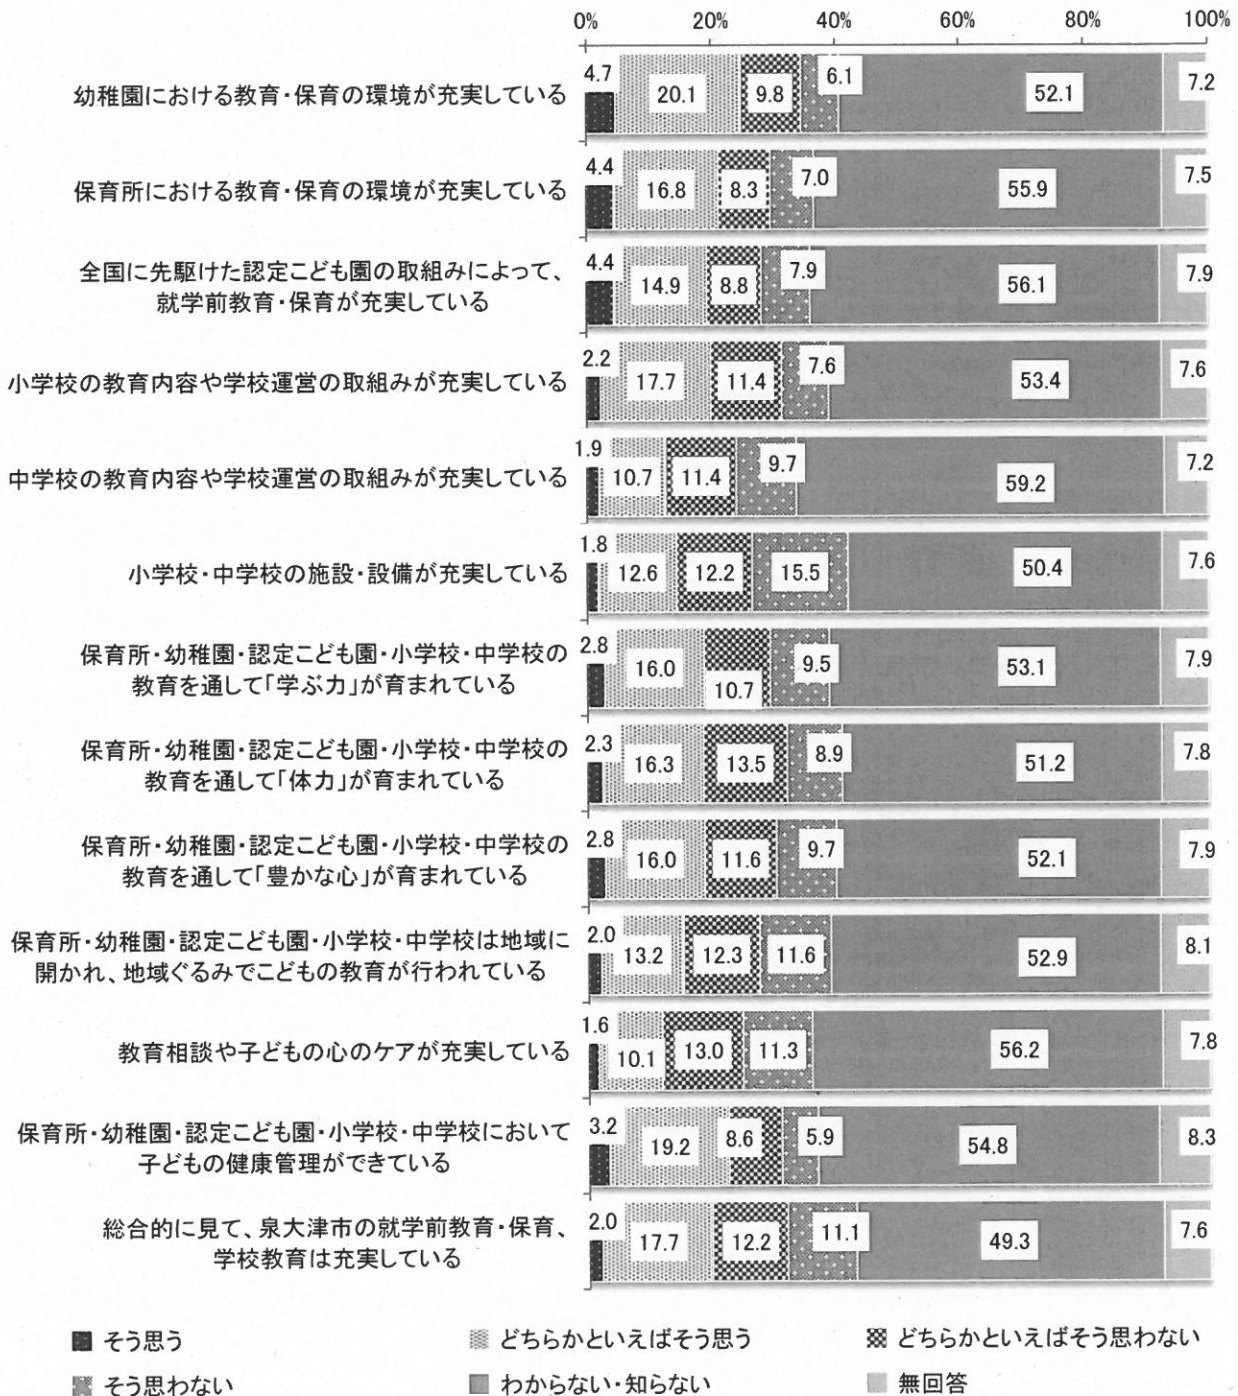 0% 20% 40% 60% 80% 100%
幼稚園における教育・保育の環境が充実している
4.7 20.1 9.8 6.1 52.1 7.2
保育所における教育・保育の環境が充実している
4.4 16.8 8.3 7.0 55.9 7.5
全国に先駆けた認定こども園の取組みによって、
就学前教育・保育が充実している
4.4 14.9 8.8 7.9 56.1 7.9
小学校の教育内容や学校運営の取組みが充実している
2.2 17.7 11.4 7.6 53.4 7.6
中学校の教育内容や学校運営の取組みが充実している
1.9 10.7 11.4 9.7 59.2 7.2
小学校・中学校の施設・設備が充実している
1.8 12.6 12.2 15.5 50.4 7.6
保育所・幼稚園・認定こども園・小学校・中学校の
教育を通して「学ぶ力」が育まれている
2.8 16.0 10.7 9.5 53.1 7.9
保育所・幼稚園・認定こども園・小学校・中学校の
教育を通して「体力」が育まれている
2.3 16.3 13.5 8.9 51.2 7.8
保育所・幼稚園・認定こども園・小学校・中学校の
教育を通して「豊かな心」が育まれている
2.8 16.0 11.6 9.7 52.1 7.9
保育所・幼稚園・認定こども園・小学校・中学校は地域に
開かれ、地域ぐるみでこどもの教育が行われている
2.0 13.2 12.3 11.6 52.9 8.1
教育相談や子どもの心のケアが充実している
1.6 10.1 13.0 11.3 56.2 7.8
保育所・幼稚園・認定こども園・小学校・中学校において
子どもの健康管理ができている
3.2 19.2 8.6 5.9 54.8 8.3
総合的に見て、泉大津市の就学前教育・保育、
学校教育は充実している
2.0 17.7 12.2 11.1 49.3 7.6
そう思う どちらかといえばそう思う どちらかといえばそう思わない
そう思わない わからない・知らない 無回答